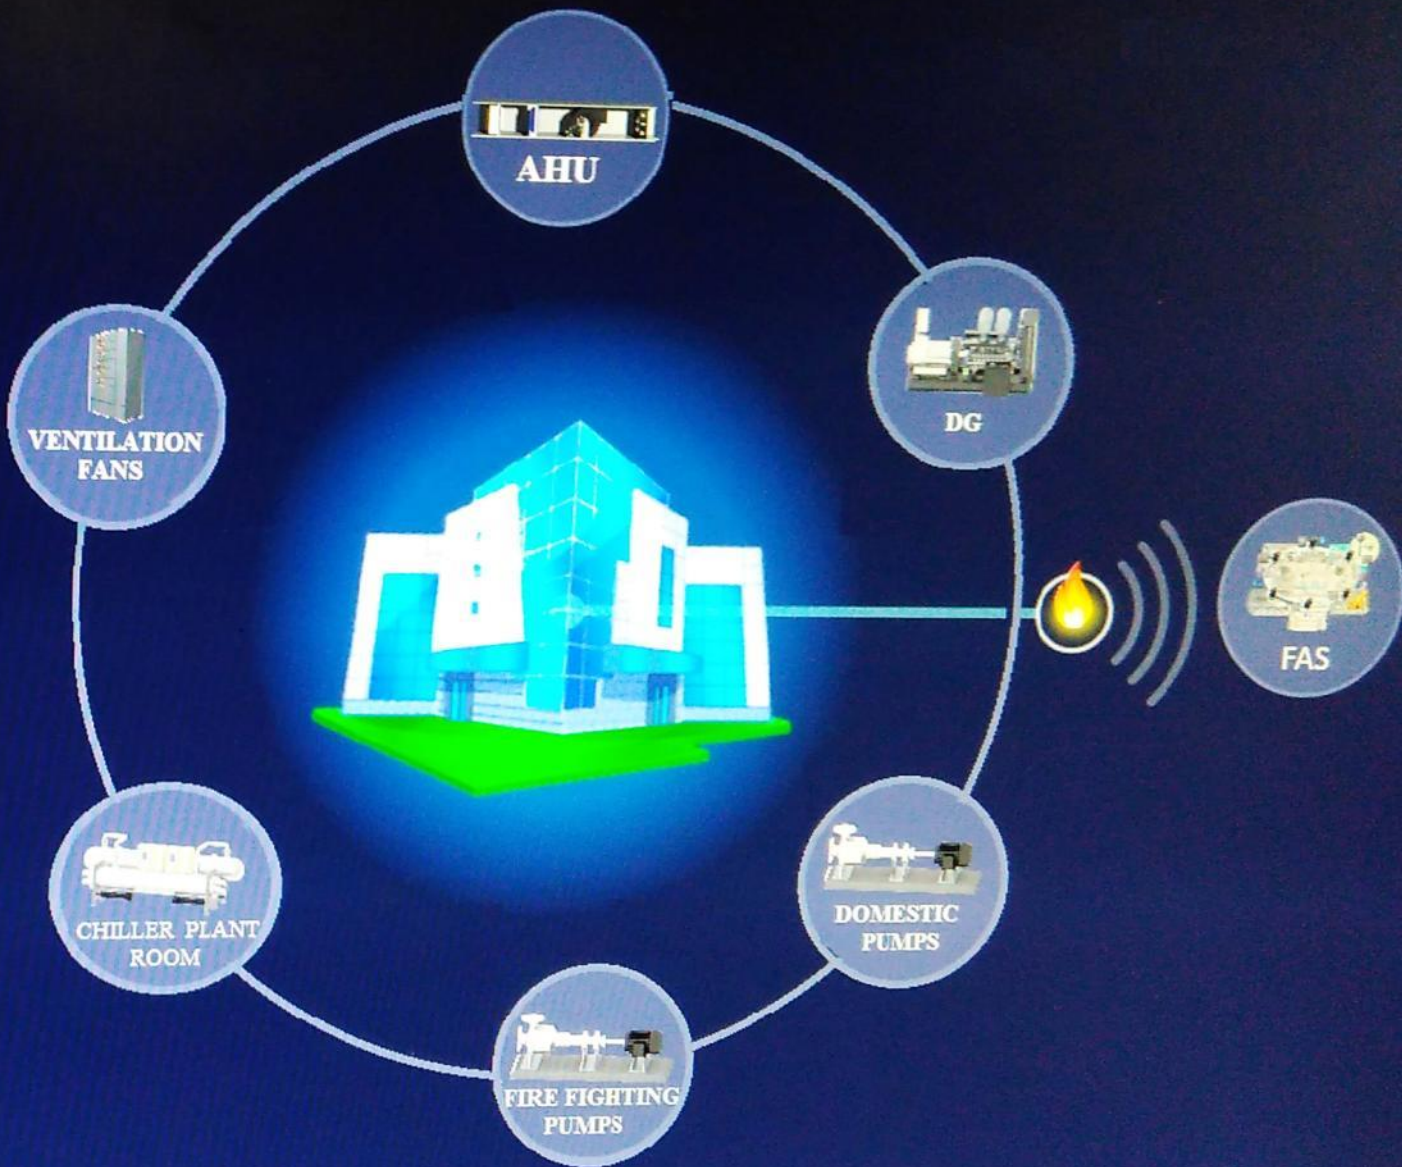 AHU
DG
VENTILATION
FANS
FAS
DOMESTIC
PUMPS
CHILLER PLANT
ROOM
FIRE FIGHTING
PUMPS